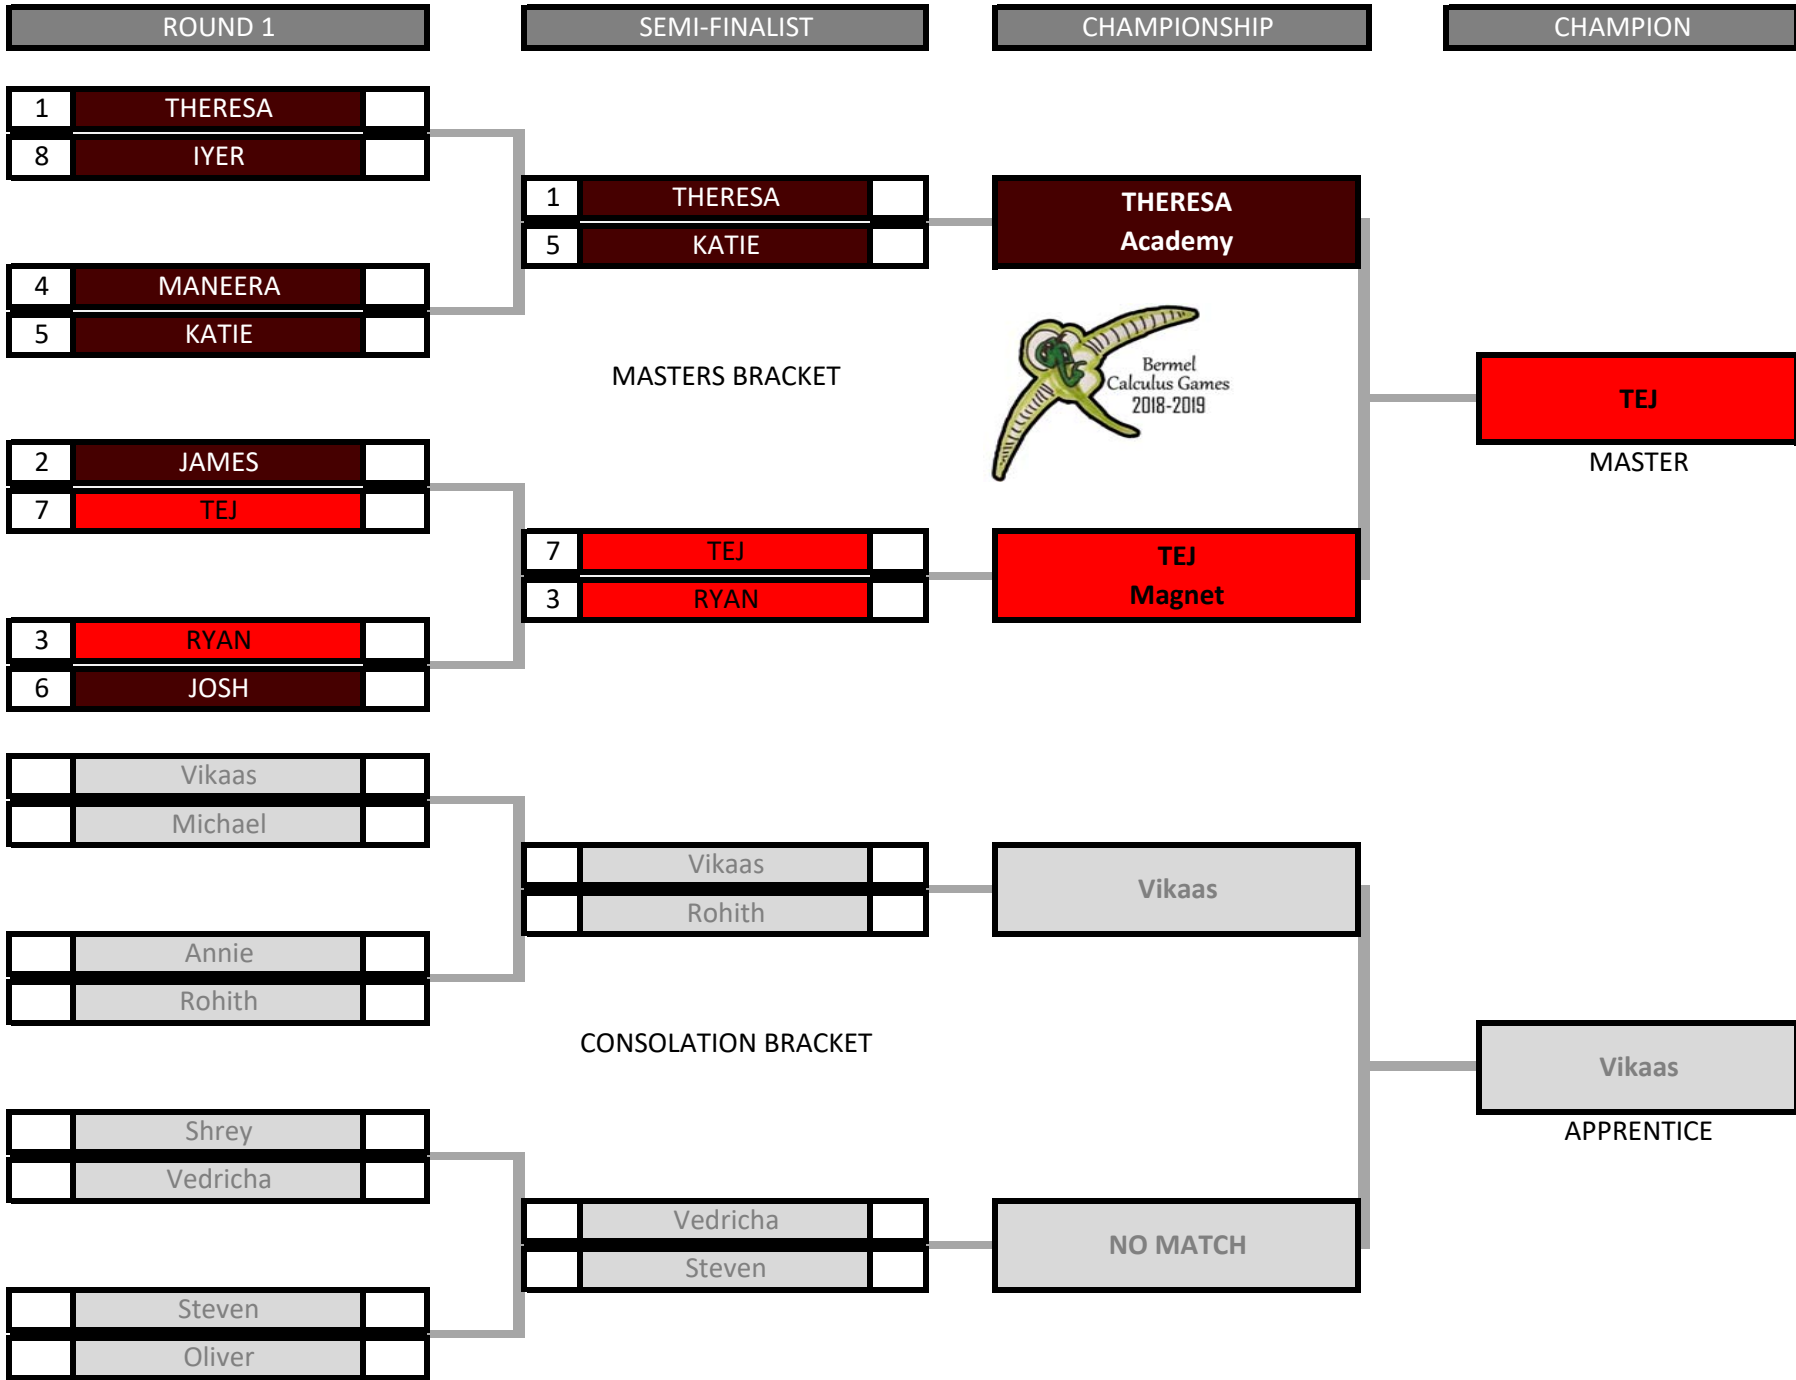 ROUND 1
SEMI-FINALIST
CHAMPIONSHIP
CHAMPION
1 THERESA
8 IYER
4 MANEERA
5 KATIE
2 JAMES
7 TEJ
3 RYAN
6 JOSH
1 THERESA
5 KATIE
MASTERS BRACKET
7 TEJ
3 RYAN
THERESA
Academy
Bermel
Calculus Games
2018-2019
TEJ
Magnet
TEJ
MASTER
Vikaas
Michael
Annie
Rohith
Shrey
Vedricha
Steven
Oliver
Vikaas
Rohith
CONSOLATION BRACKET
Vedricha
Steven
Vikaas
NO MATCH
Vikaas
APPRENTICE